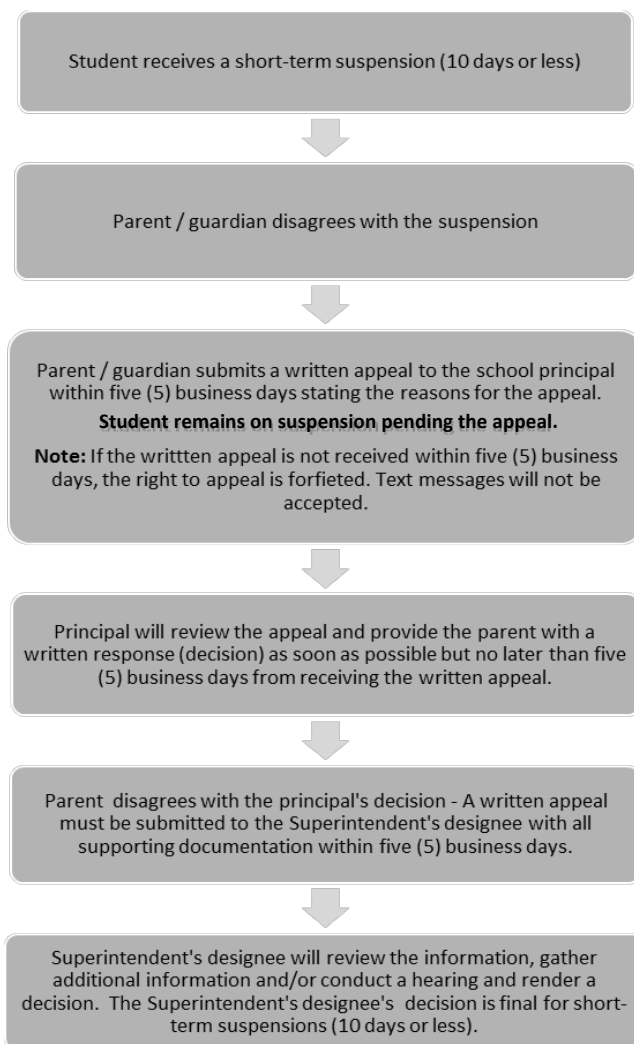 Student receives a short-term suspension (10 days or less)
Parent / guardian disagrees with the suspension
Parent / guardian submits a written appeal to the school principal
within five (5) business days stating the reasons for the appeal.
Student remains on suspension pending the appeal.
Note: If the writtten appeal is not received within five (5) business
days, the right to appeal is forfieted. Text messages will not be
accepted.
Principal will review the appeal and provide the parent with a
written response (decision) as soon as possible but no later than five
(5) business days from receiving the written appeal.
Parent  disagrees with the principal's decision - A written appeal
must be submitted to the Superintendent's designee with all
supporting documentation within five (5) business days.
Superintendent's designee will review the information, gather
additional information and/or conduct a hearing and render a
decision.  The Superintendent's designee's  decision is final for short-
term suspensions (10 days or less).